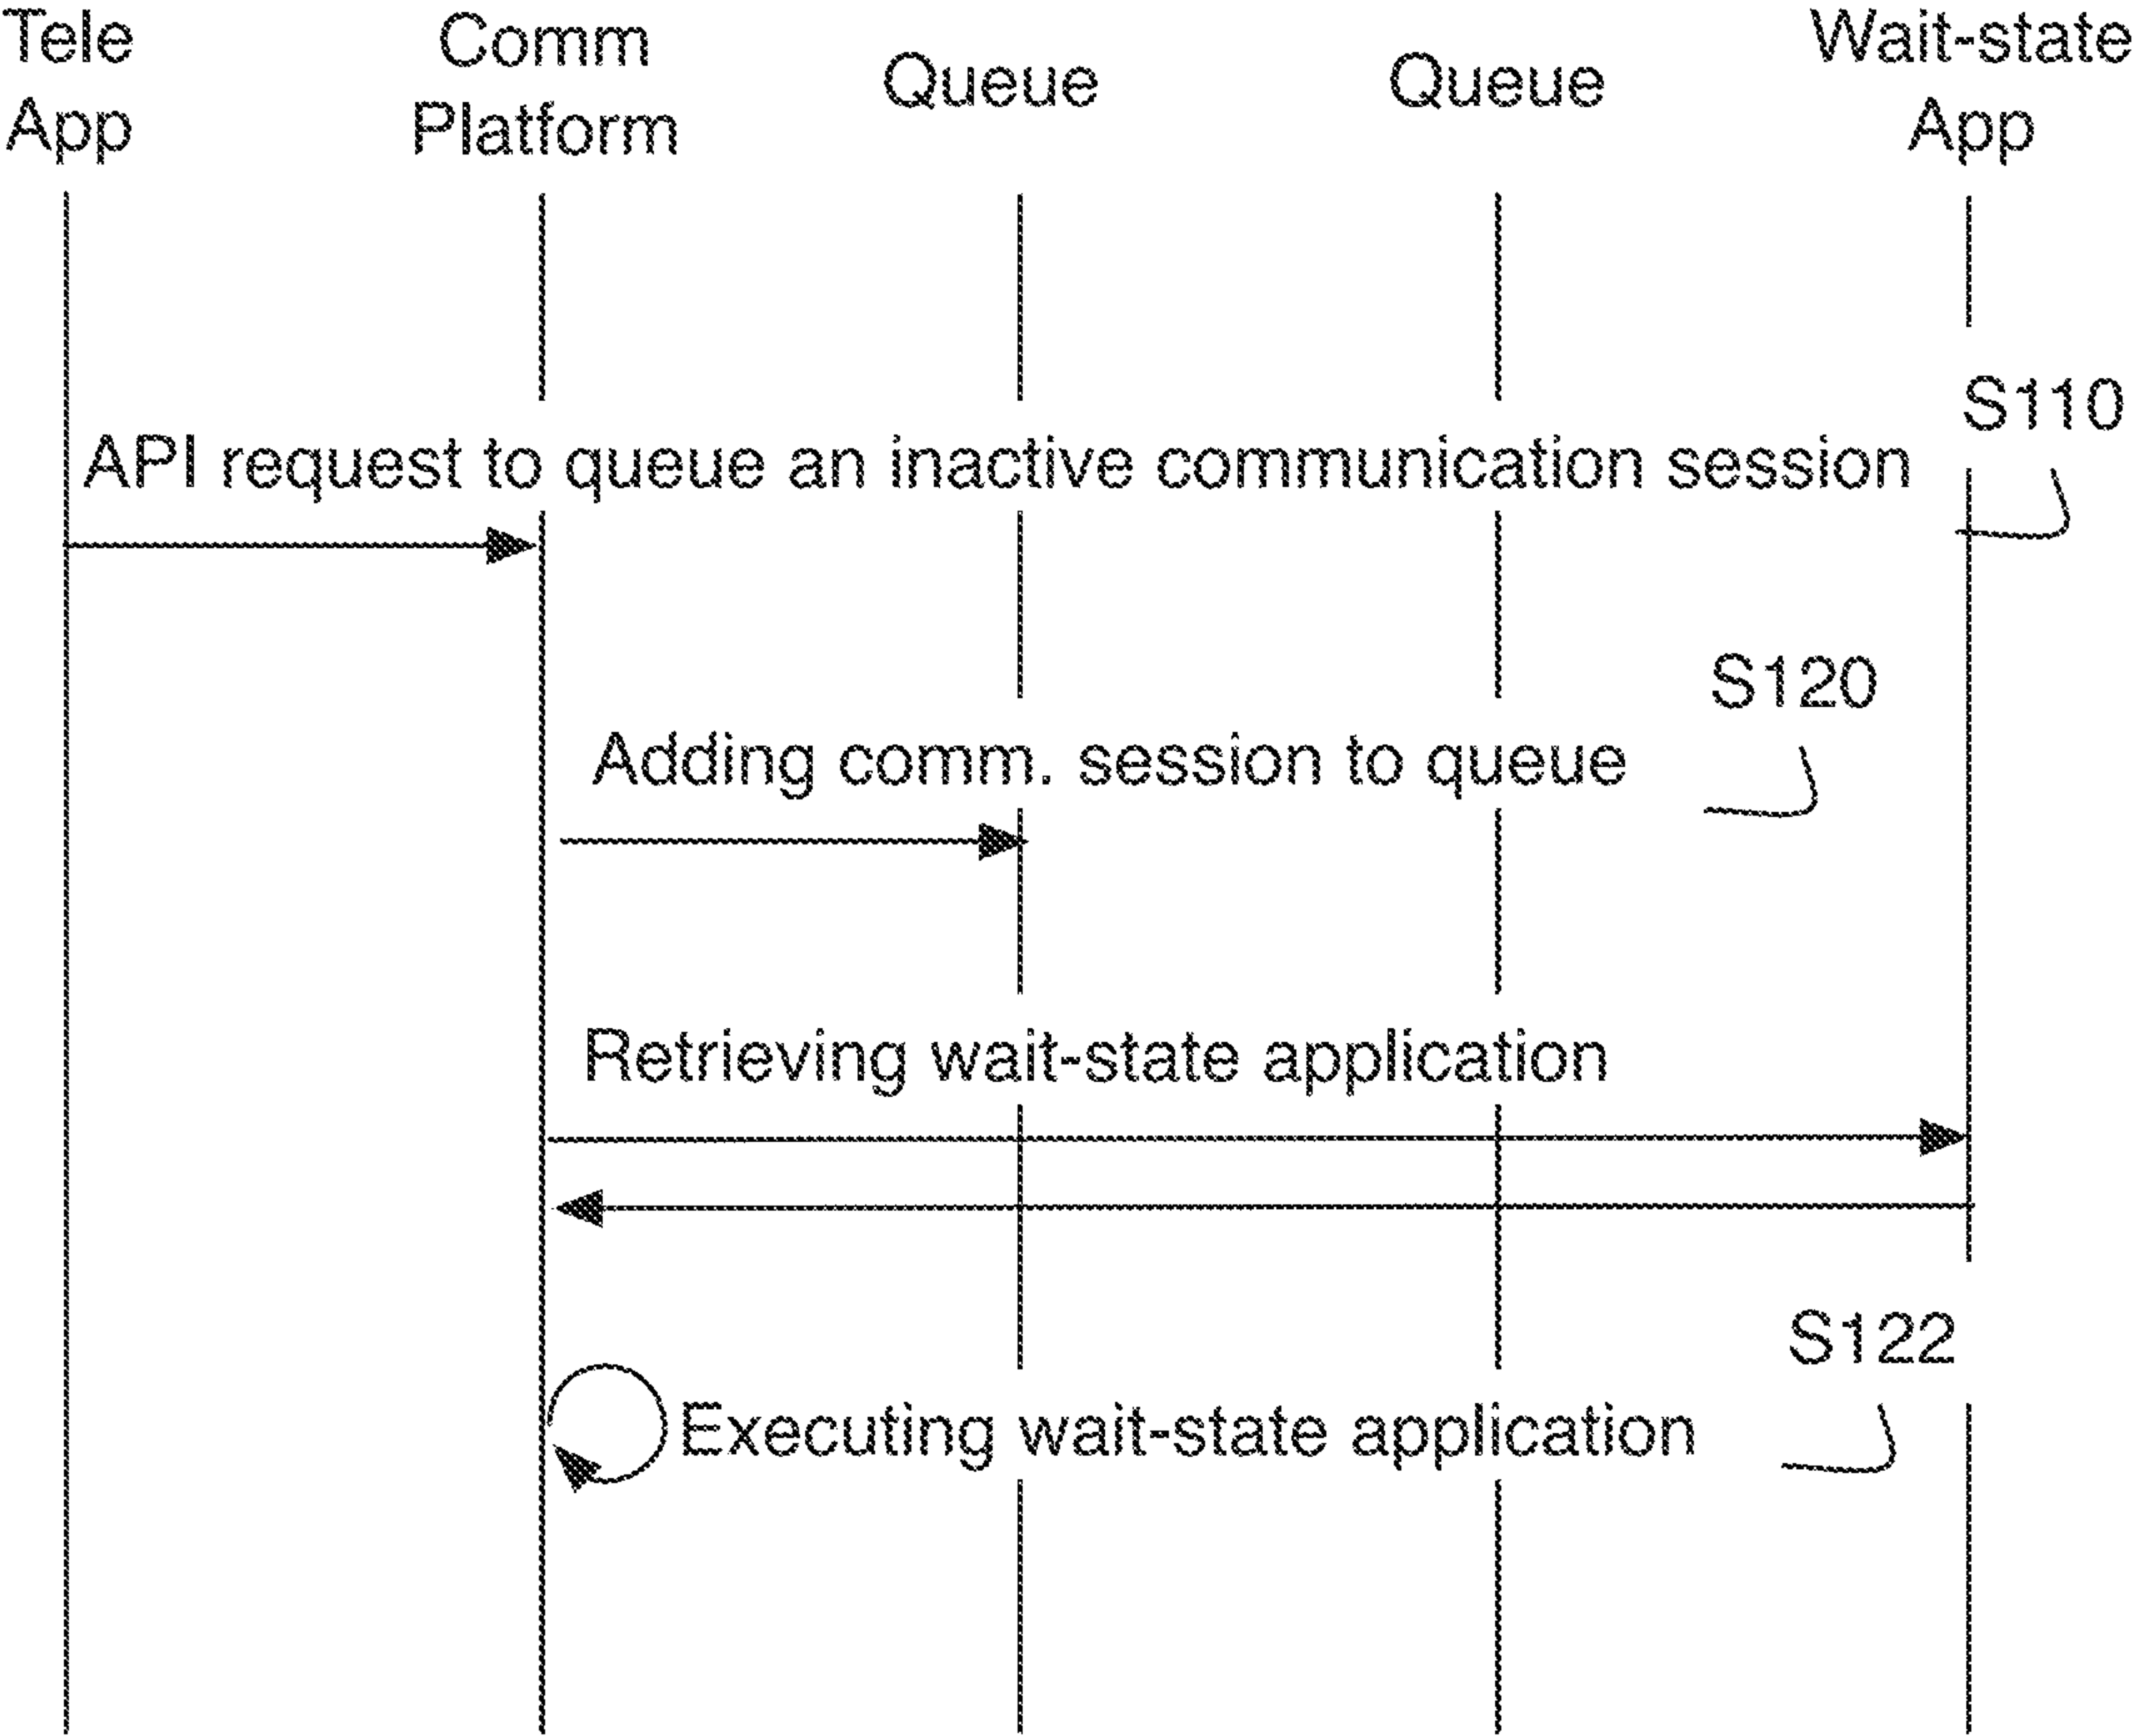 Tele
App
Comm
Platform
Queue
Queue
Wait-state
App
S110
API request to queue an inactive communication session
S120
Adding comm. session to queue
Retrieving wait-state application
S122
Executing wait-state application